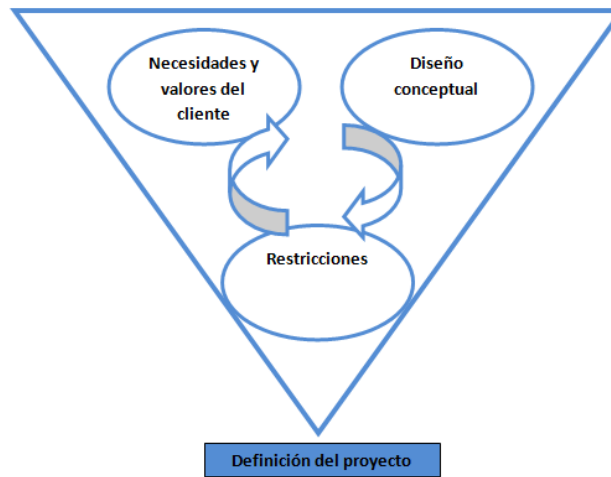 Necesidades y
valores del
cliente
Diseño
conceptual
Restricciones
Definición del proyecto